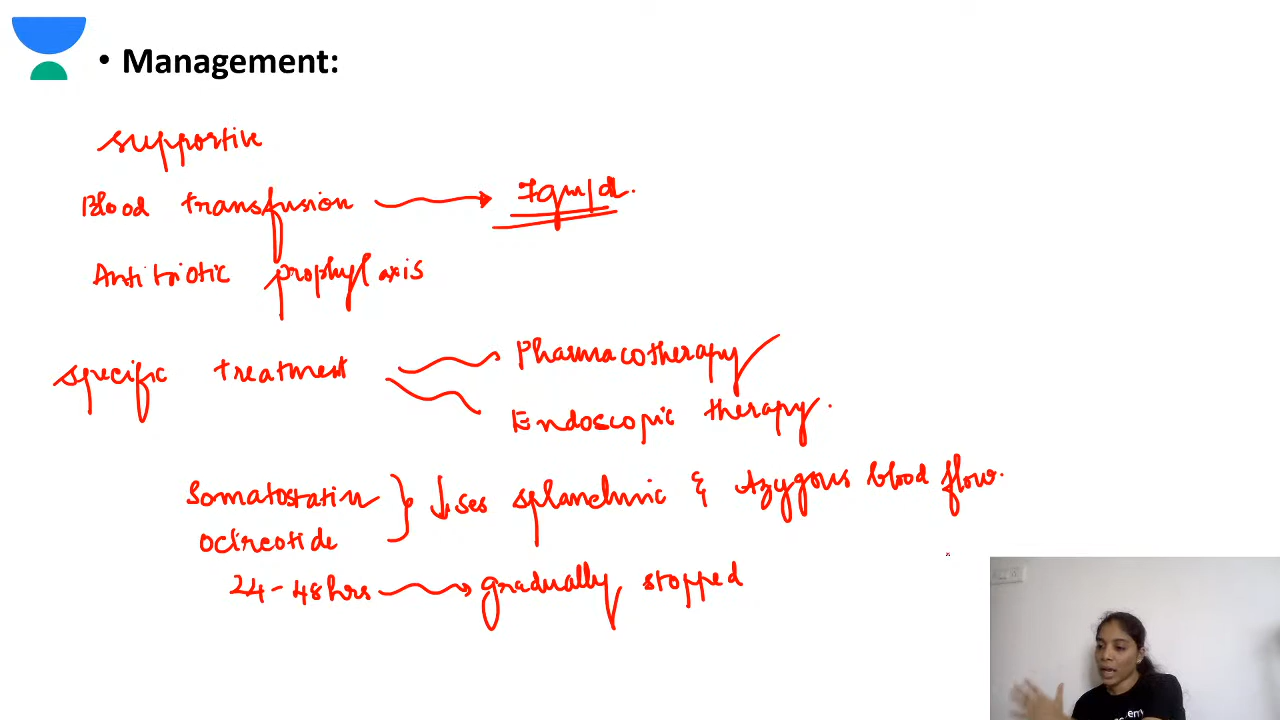 • Management:
supportive
Blood transfusion → 7gm/dl.
Antibiotic prophylaxis
specific treatment Pharmacotherapy
Endoscopic therapy.
Somatostatin } ↓ses splanchnic & Azygous blood flow.
octreotide
24-48hrs → gradually stopped